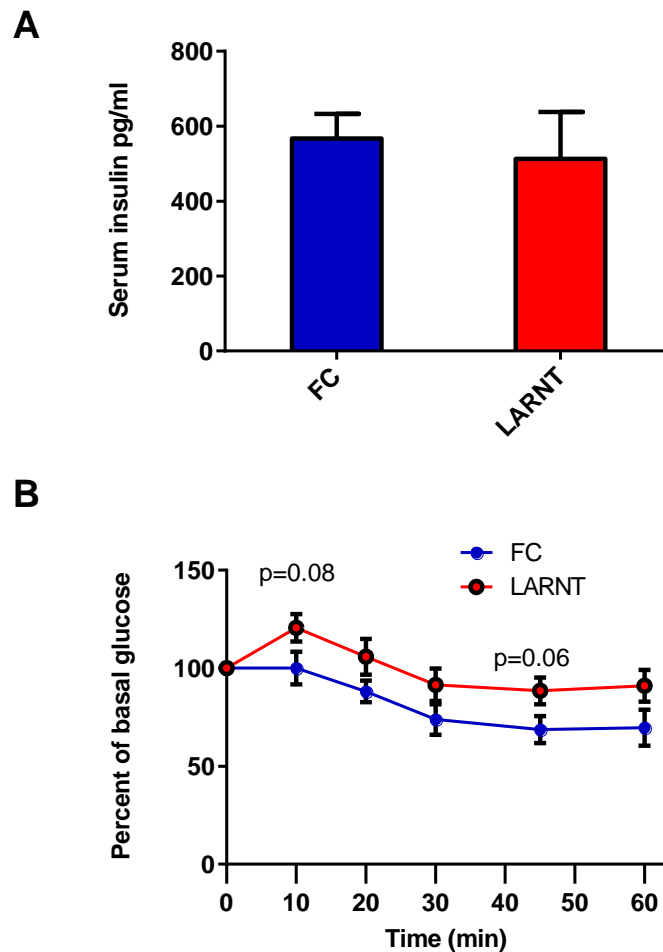 A
Serum insulin pg/ml
800
600
400
200
0
FC
LARNT
B
Percent of basal glucose
150
100
50
0
p=0.08
FC
LARNT
p=0.06
0 10 20 30 40 50 60
Time (min)